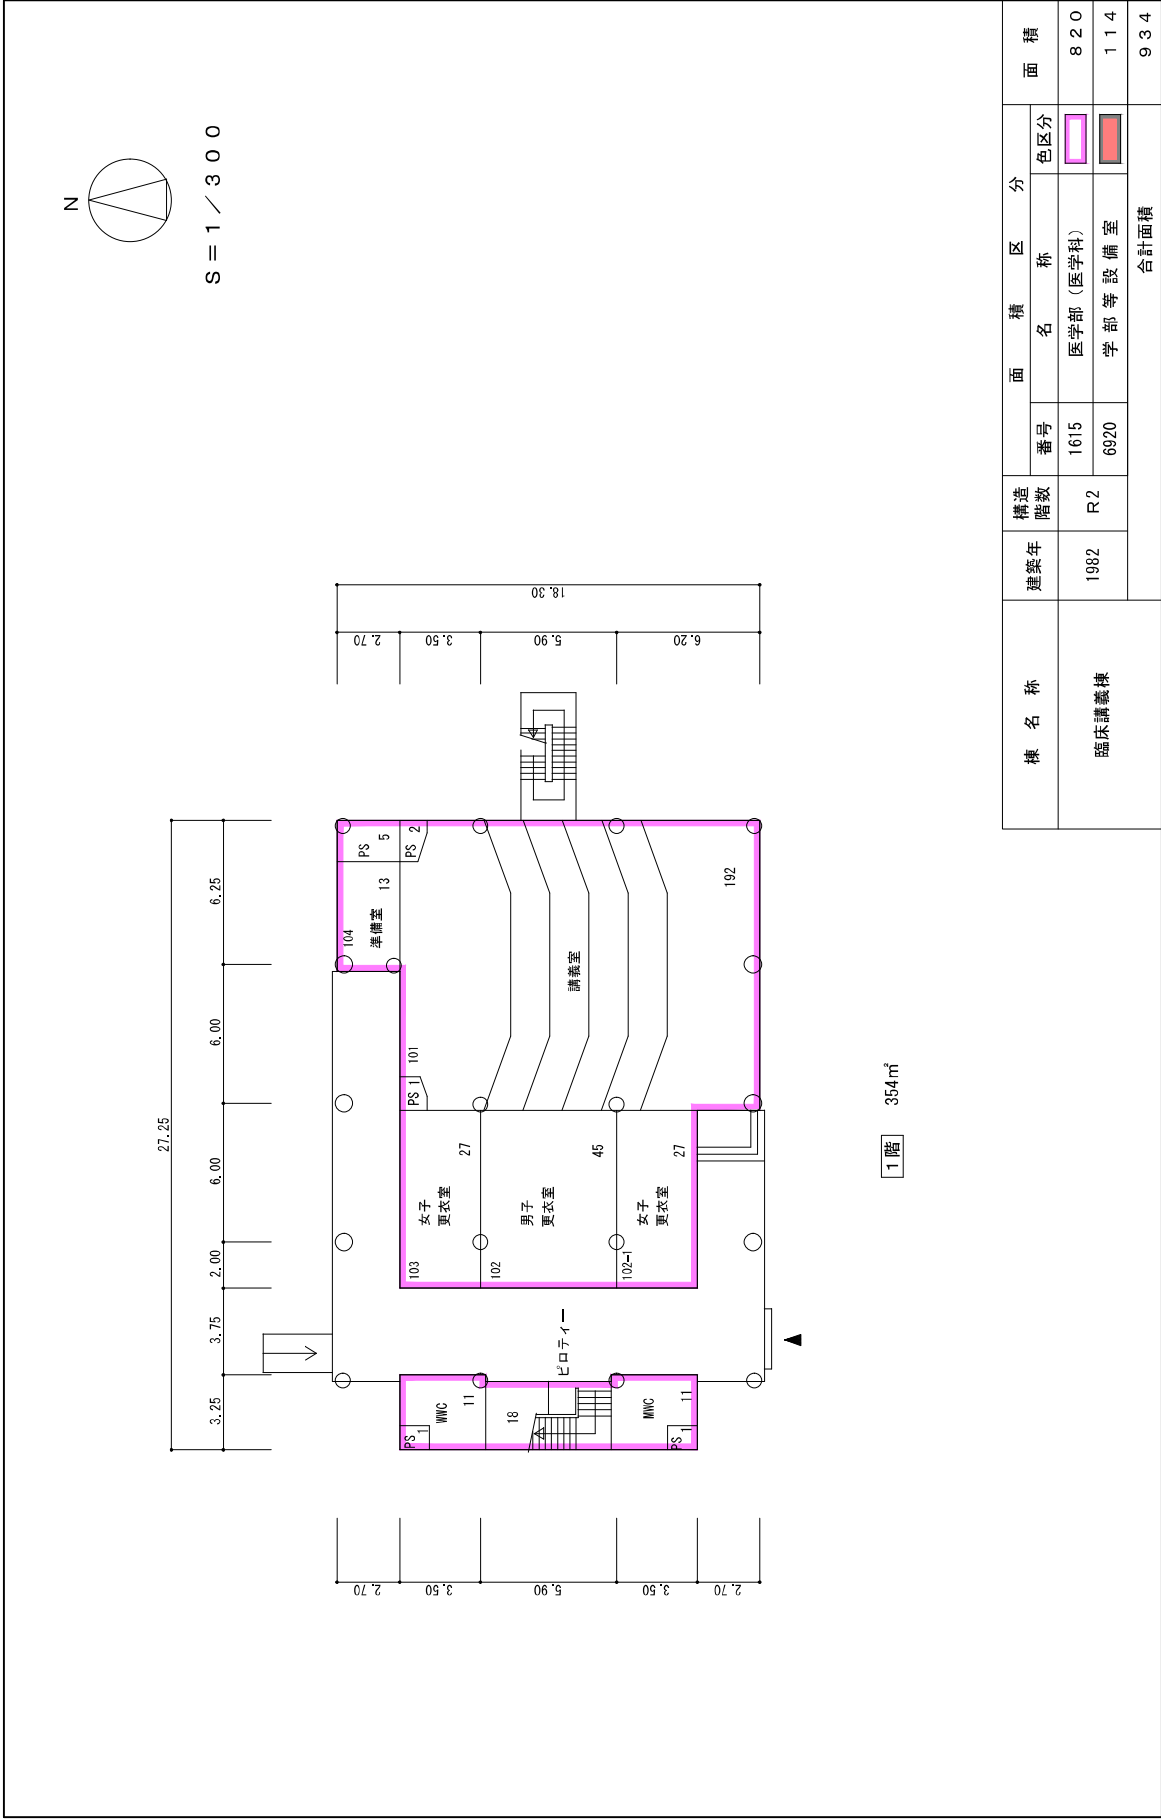 N
S=1/300
27.25
3.25
3.75
2.00
6.00
6.00
6.25
2.70
3.50
5.90
3.50
2.70
2.70
3.50
5.90
6.20
18.30
PS
1
WWC
11
18
MWC
11
PS
1
ピロティー
103
女子
更衣室
27
102
男子
更衣室
45
102-1
女子
更衣室
27
101
PS
1
講義室
192
104
準備室
13
PS
5
PS
2
1階
354㎡
棟名称
建築年
構造
階数
面積区分
面積
番号
名称
色区分
臨床講義棟
1982
R2
1615
医学部（医学科）
820
6920
学部等設備室
114
合計面積
934